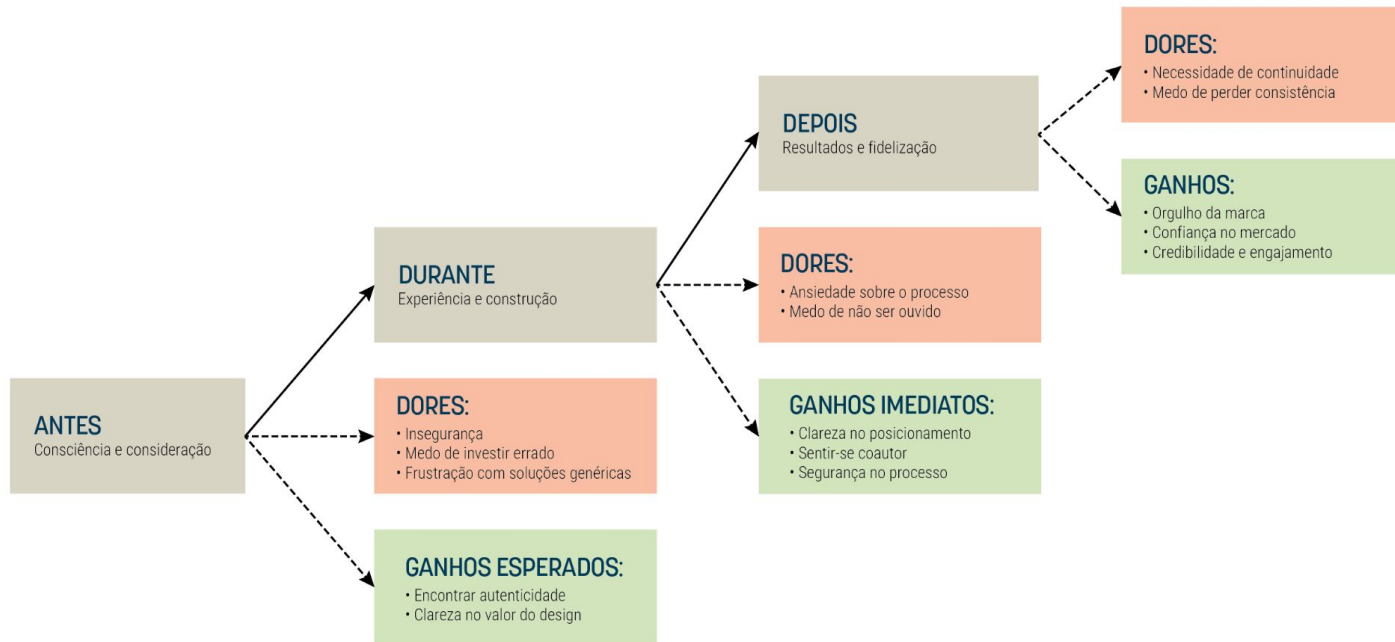 ANTES
Consciência e consideração
DORES:
• Insegurança
• Medo de investir errado
• Frustração com soluções genéricas
GANHOS ESPERADOS:
• Encontrar autenticidade
• Clareza no valor do design
DURANTE
Experiência e construção
DORES:
• Ansiedade sobre o processo
• Medo de não ser ouvido
GANHOS IMEDIATOS:
• Clareza no posicionamento
• Sentir-se coautor
• Segurança no processo
DEPOIS
Resultados e fidelização
DORES:
• Necessidade de continuidade
• Medo de perder consistência
GANHOS:
• Orgulho da marca
• Confiança no mercado
• Credibilidade e engajamento